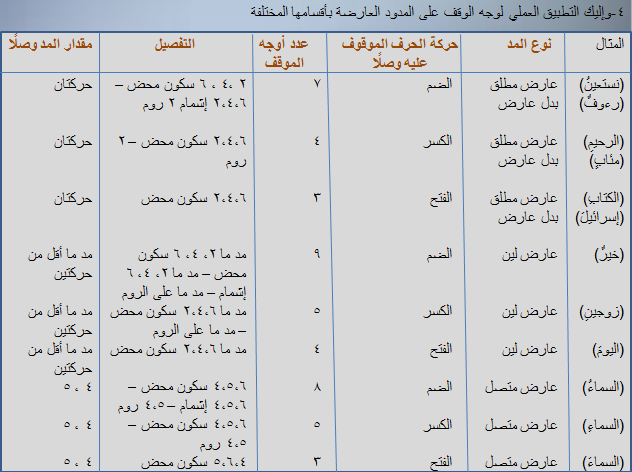 ٤-وإليك التطبيق العملي لوجه الوقف على المدود العارضة بأقسامها المختلفة
المثال نوع المد حركة الحرف الموقوف عليه وصلًا عدد أوجه الموقف التفصيل مقدار المد وصلًا
(نستعينُ) عارض مطلق الضم ٧ ٢ ،٤ ، ٦ سكون محض – حركتان
(رءوفٌ) بدل عارض ٢،٤،٦ إشمام ٢ روم
(الرحيمِ) عارض مطلق الكسر ٤ ٢،٤،٦ سكون محض –٢ حركتان
(مئابٍ) بدل عارض روم
(الكتابَ) عارض مطلق الفتح ٣ ٢،٤،٦ سكون محض حركتان
(إسرائيلَ) بدل عارض
(خيرٌ) عارض لين الضم ٩ مد ما ٢، ٤، ٦ سكون مد ما أقل من
محض – مد ما ٢، ٤، ٦ حركتين
إشمام – مد ما على الروم
(زوجينِ) عارض لين الكسر ٥ مد ما ٢،٤،٦ سكون محض مد ما أقل من
– مد ما على الروم حركتين
(اليومَ) عارض لين الفتح ٤ مد ما ٢،٤،٦ سكون محض مد ما أقل من
حركتين
(السماءُ) عارض متصل الضم ٨ ٤،٥،٦ سكون محض – ٤ ، ٥
٤،٥،٦ إشمام – ٤،٥ روم
(السماءِ) عارض متصل الكسر ٥ ٤،٥،٦ سكون محض – ٤ ، ٥
٤،٥ روم
(السماءَ) عارض متصل الفتح ٣ ٥،٦،٤ سكون محض ٤ ، ٥